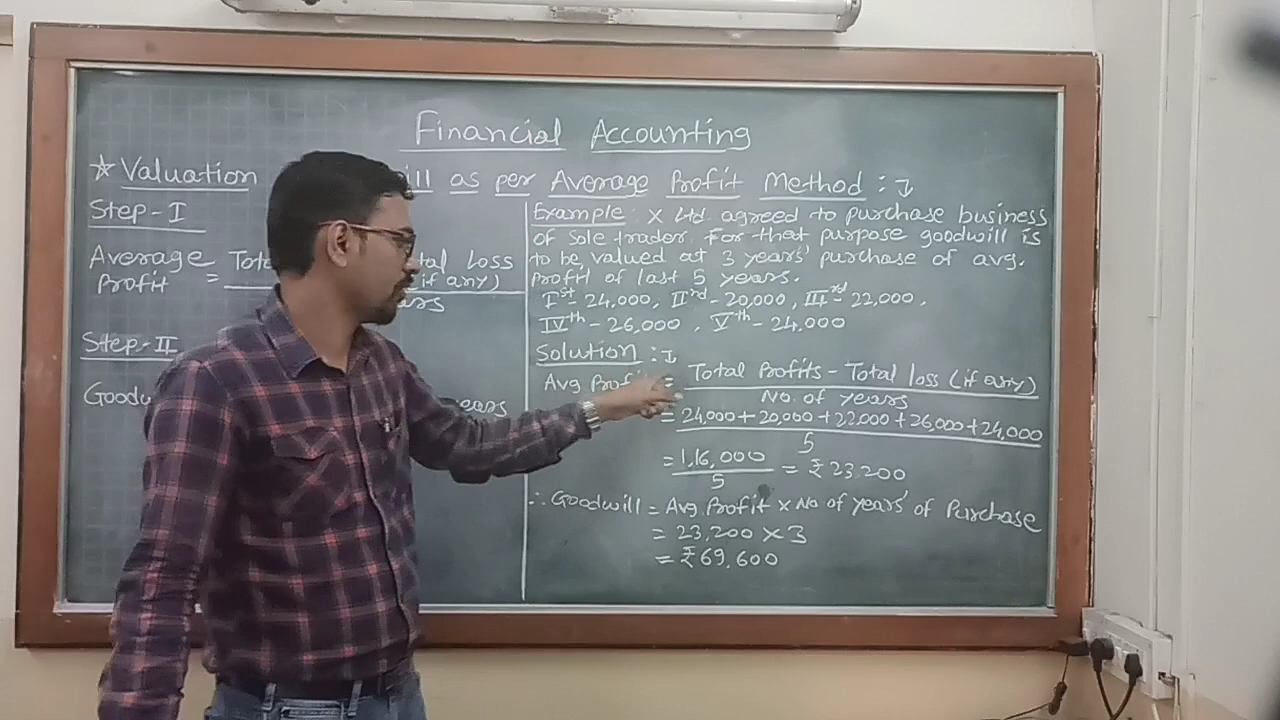 Financial Accounting
☆ Valuation ill as per Average Profit Method :-
Step-I
Average Profit = Tot tal Loss
if any)
ars
Step-II
Goodw ears
Example : X Ltd. agreed to purchase business
of sole trader. For that purpose goodwill is
to be valued at 3 years' purchase of avg.
Profit of last 5 years.
Ist - 24,000, IInd - 20,000, IIIrd - 22,000,
IVth - 26,000, Vth - 24,000
Solution :-
Avg Prof = Total Profits - Total loss (if any)
No. of years
= 24,000 + 20,000 + 22,000 + 26,000 + 24,000
5
= 1,16,000 = ₹ 23,200
5
∴ Goodwill = Avg. Profit × No of years' of Purchase
= 23,200 × 3
= ₹ 69,600